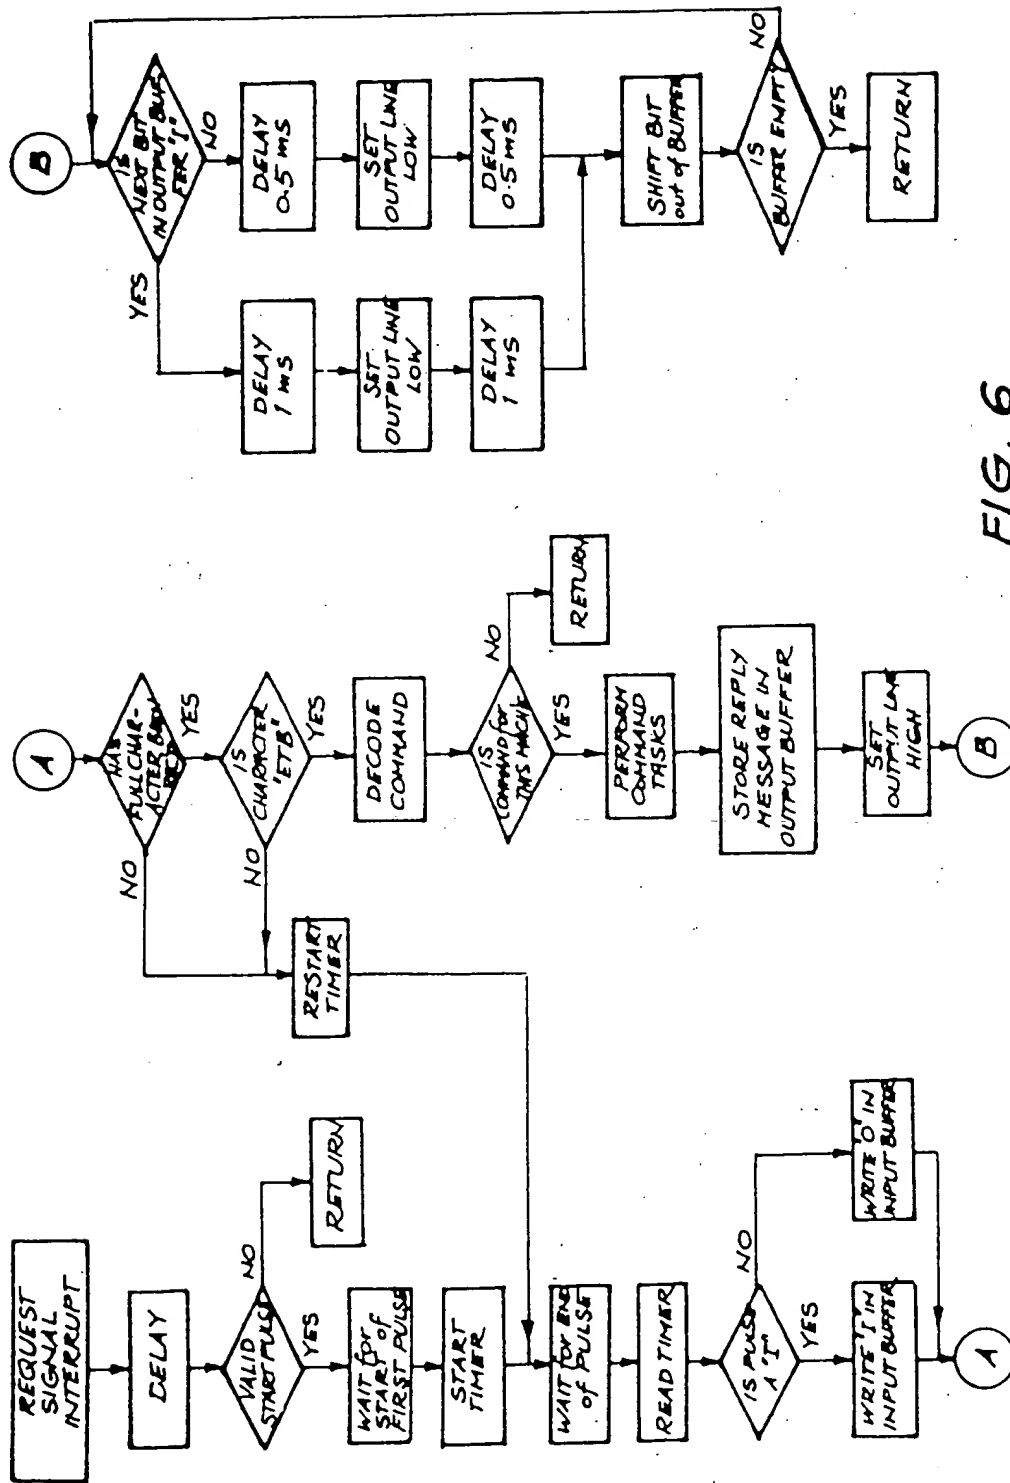 REQUEST
SIGNAL
INTERRUPT
DELAY
VALID
START PULSE
NO
RETURN
YES
WAIT for
START of
FIRST PULSE
START
TIMER
WAIT for END
of PULSE
READ TIMER
IS PULSE
A "1"
NO
YES
WRITE "1" IN
INPUT BUFFER
WRITE "0" IN
INPUT BUFFER
A
A
HAS
FULL CHAR-
ACTER BEEN
REC'D
NO
YES
IS
CHARACTER
"ETB"
NO
YES
RESTART
TIMER
DECODE
COMMAND
IS
COMMAND for
THIS MACH.
NO
RETURN
YES
PERFORM
COMMAND
TASKS
STORE REPLY
MESSAGE IN
OUTPUT BUFFER
SET
OUTPUT LINE
HIGH
B
B
IS
NEXT BIT
IN OUTPUT BUF-
FER "1"
YES
NO
DELAY
1 ms
SET
OUTPUT LINE
LOW
DELAY
1 ms
DELAY
0.5 ms
SET
OUTPUT LINE
LOW
DELAY
0.5 ms
SHIFT BIT
out of BUFFER
IS
BUFFER EMPTY
NO
YES
RETURN
FIG. 6